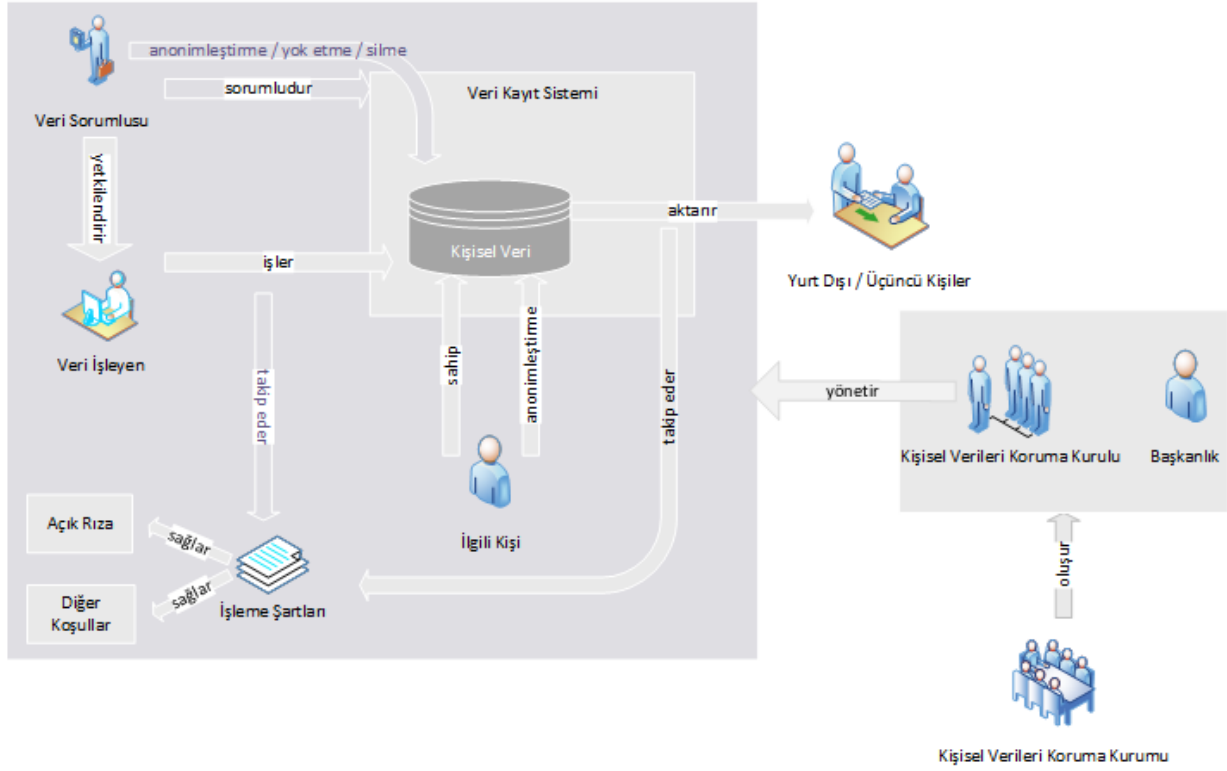 anonimleştirme / yok etme / silme
sorumludur
Veri Kayıt Sistemi
Veri Sorumlusu
yetkilendirir
aktarır
Kişisel Veri
işler
Yurt Dışı / Üçüncü Kişiler
Veri İşleyen
sahip
anonimleştirme
takip eder
takip eder
yönetir
Kişisel Verileri Koruma Kurulu
Başkanlık
Açık Rıza
sağlar
İlgili Kişi
sağlar
Diğer
Koşullar
İşleme Şartları
oluşur
Kişisel Verileri Koruma Kurumu